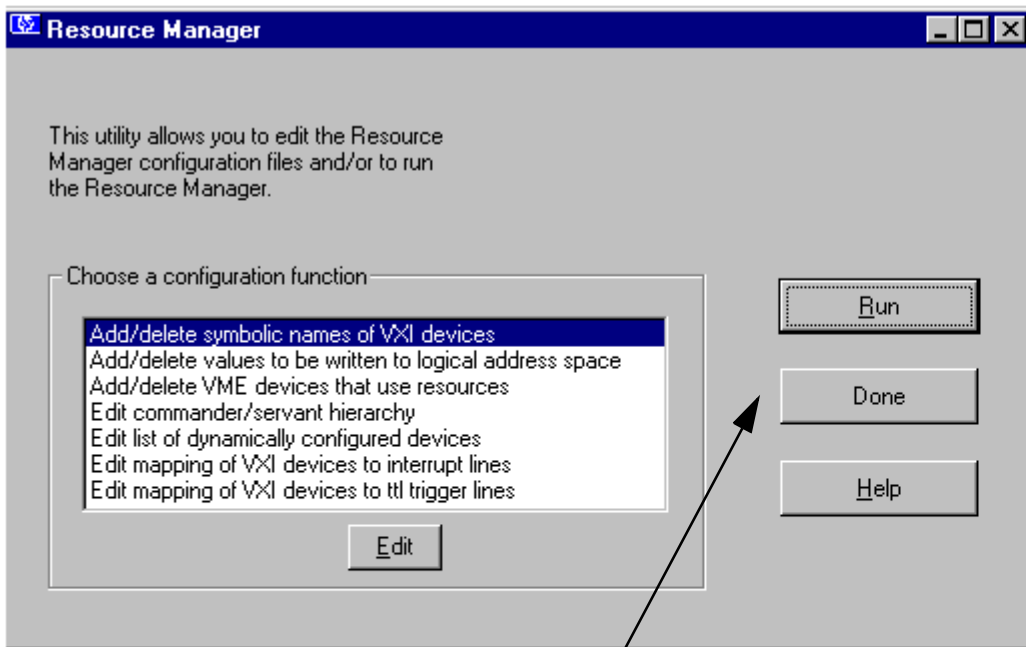 Resource Manager
This utility allows you to edit the Resource
Manager configuration files and/or to run
the Resource Manager.
Choose a configuration function
Add/delete symbolic names of VXI devices
Add/delete values to be written to logical address space
Add/delete VME devices that use resources
Edit commander/servant hierarchy
Edit list of dynamically configured devices
Edit mapping of VXI devices to interrupt lines
Edit mapping of VXI devices to ttl trigger lines
Edit
Run
Done
Help